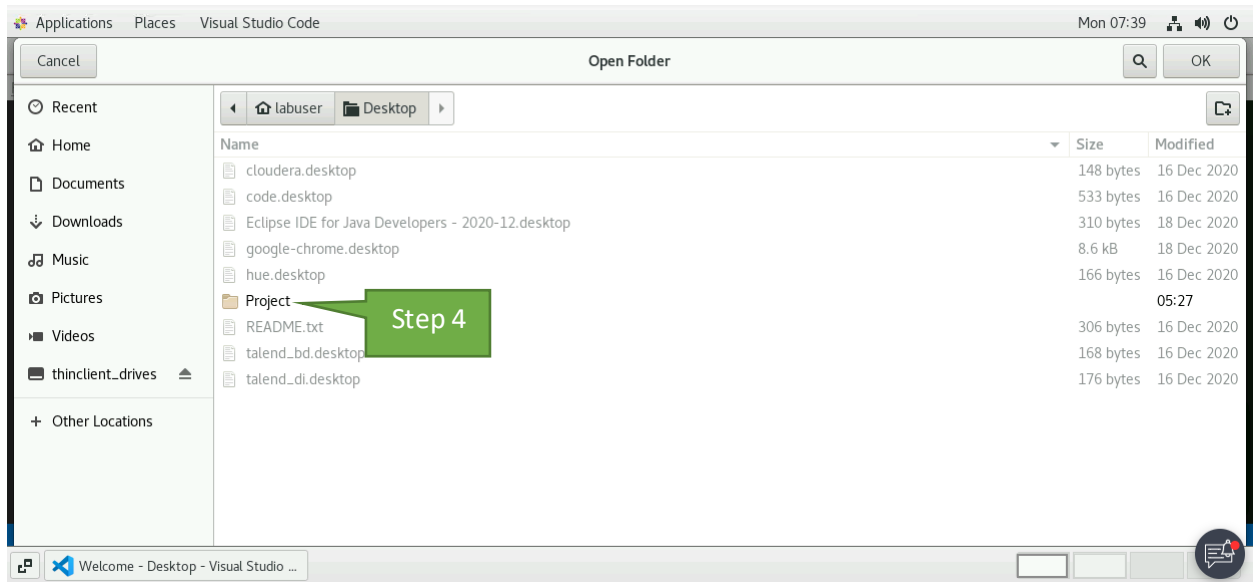 Applications Places Visual Studio Code Mon 07:39
Cancel Open Folder OK
Recent
Home
Documents
Downloads
Music
Pictures
Videos
thinclient_drives
+ Other Locations
labuser Desktop
Name Size Modified
cloudera.desktop 148 bytes 16 Dec 2020
code.desktop 533 bytes 16 Dec 2020
Eclipse IDE for Java Developers - 2020-12.desktop 310 bytes 18 Dec 2020
google-chrome.desktop 8.6 kB 18 Dec 2020
hue.desktop 166 bytes 16 Dec 2020
Project 05:27
Step 4
README.txt 306 bytes 16 Dec 2020
talend_bd.desktop 168 bytes 16 Dec 2020
talend_di.desktop 176 bytes 16 Dec 2020
Welcome - Desktop - Visual Studio ...